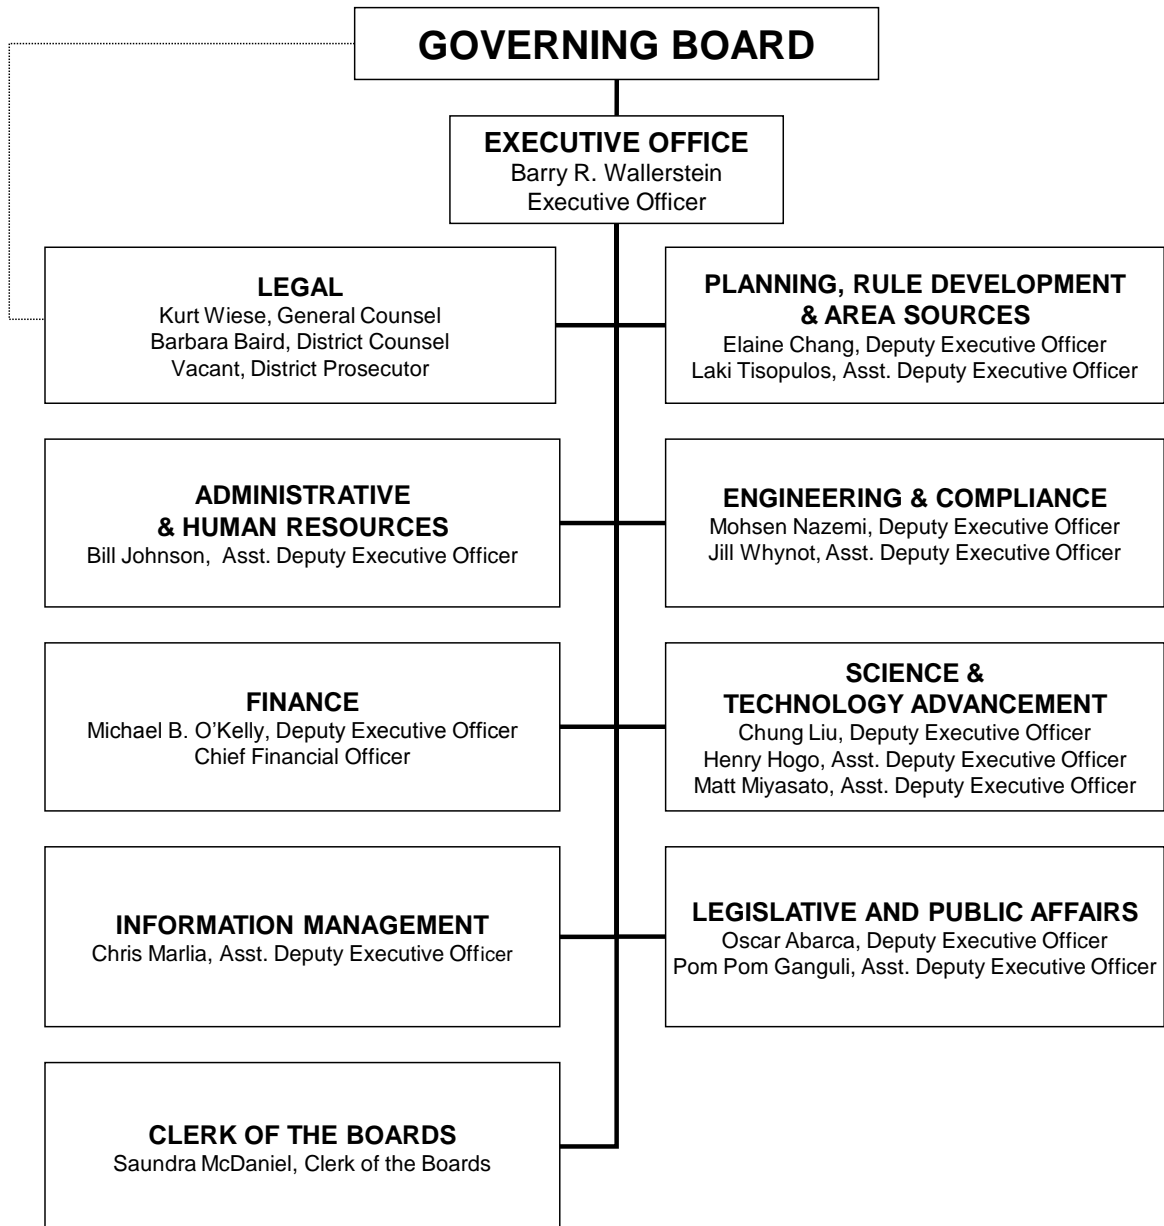 GOVERNING BOARD
EXECUTIVE OFFICE
Barry R. Wallerstein
Executive Officer
LEGAL
Kurt Wiese, General Counsel
Barbara Baird, District Counsel
Vacant, District Prosecutor
PLANNING, RULE DEVELOPMENT
& AREA SOURCES
Elaine Chang, Deputy Executive Officer
Laki Tisopulos, Asst. Deputy Executive Officer
ADMINISTRATIVE
& HUMAN RESOURCES
Bill Johnson, Asst. Deputy Executive Officer
ENGINEERING & COMPLIANCE
Mohsen Nazemi, Deputy Executive Officer
Jill Whynot, Asst. Deputy Executive Officer
FINANCE
Michael B. O’Kelly, Deputy Executive Officer
Chief Financial Officer
SCIENCE &
TECHNOLOGY ADVANCEMENT
Chung Liu, Deputy Executive Officer
Henry Hogo, Asst. Deputy Executive Officer
Matt Miyasato, Asst. Deputy Executive Officer
INFORMATION MANAGEMENT
Chris Marlia, Asst. Deputy Executive Officer
LEGISLATIVE AND PUBLIC AFFAIRS
Oscar Abarca, Deputy Executive Officer
Pom Pom Ganguli, Asst. Deputy Executive Officer
CLERK OF THE BOARDS
Saundra McDaniel, Clerk of the Boards